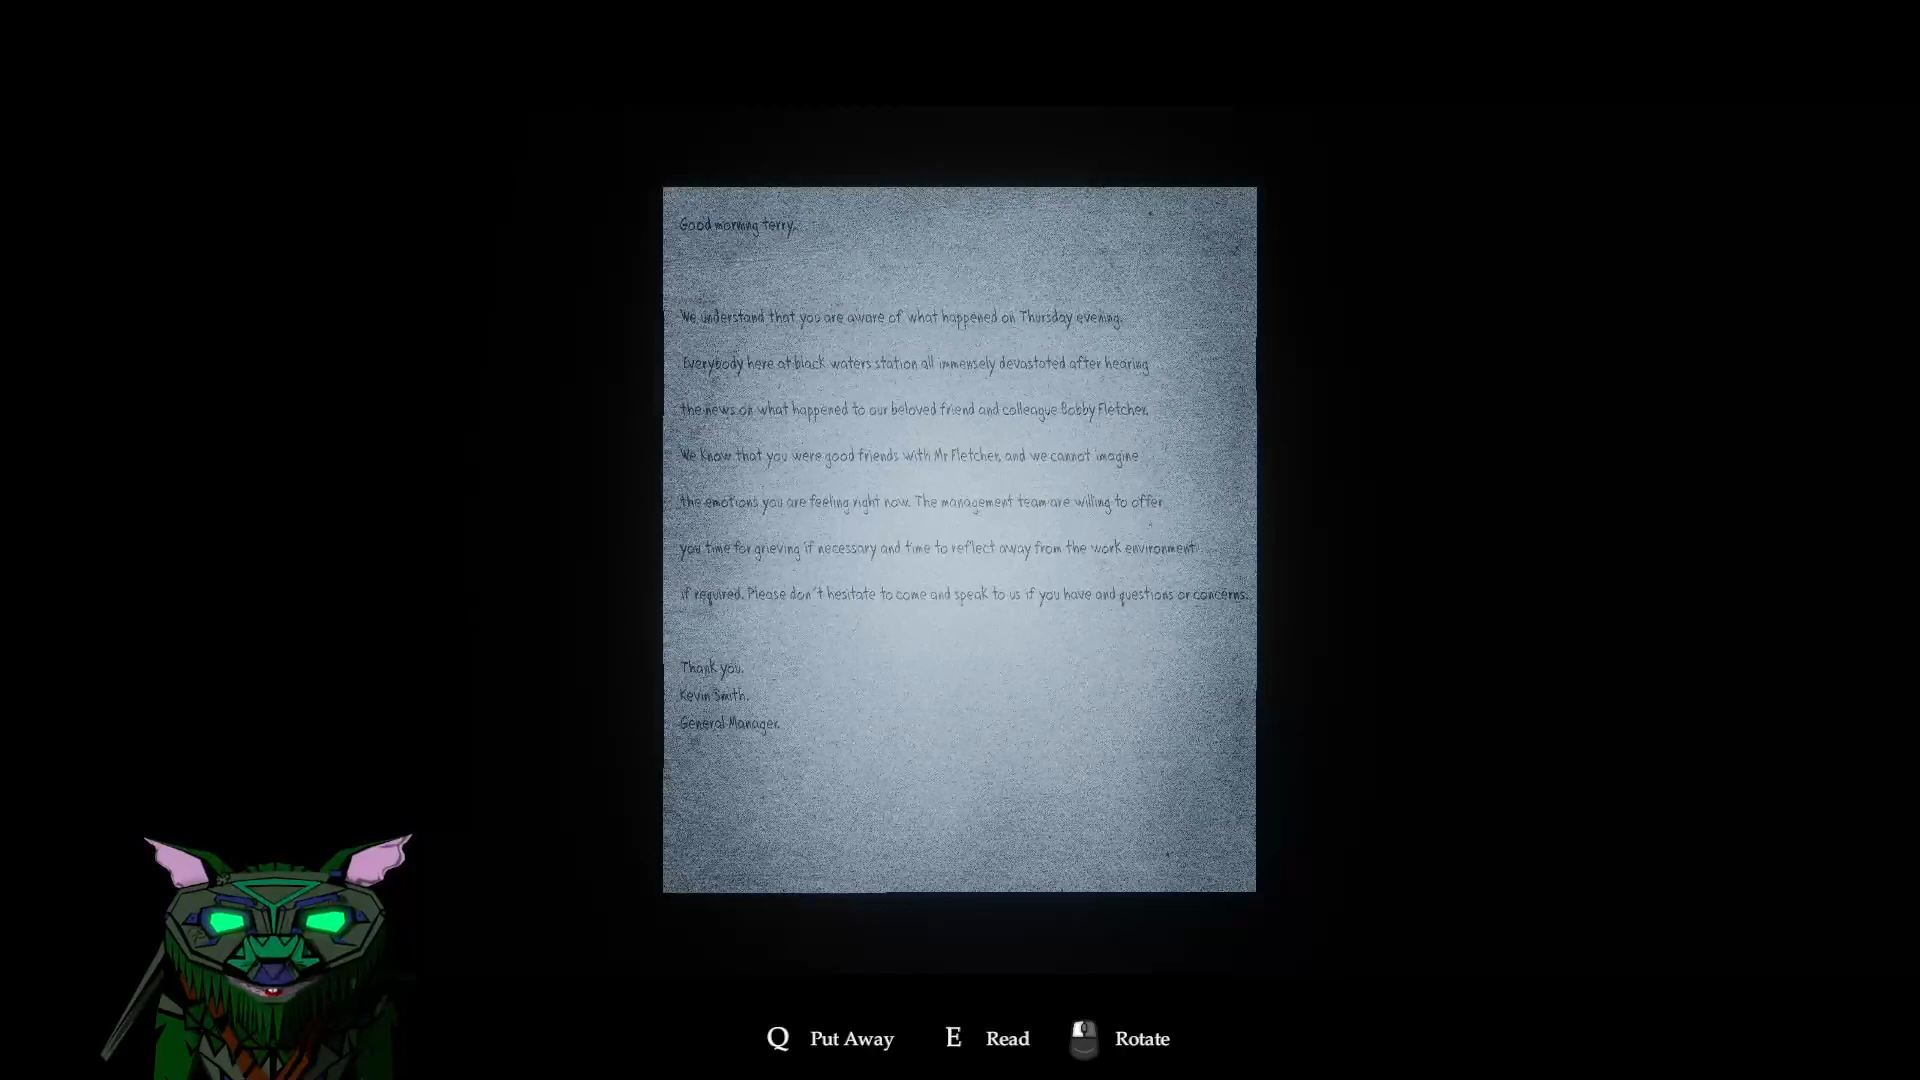 Good morning terry.
We understand that you are aware of what happened on Thursday evening.
Everybody here at black waters station all immensely devastated after hearing
the news on what happened to our beloved friend and colleague Bobby Fletcher.
We know that you were good friends with Mr Fletcher, and we cannot imagine
the emotions you are feeling right now. The management team are willing to offer
you time for grieving if necessary and time to reflect away from the work environment
if required. Please don't hesitate to come and speak to us if you have and questions or concerns.
Thank you.
Kevin Smith.
General Manager.
Q Put Away E Read Rotate